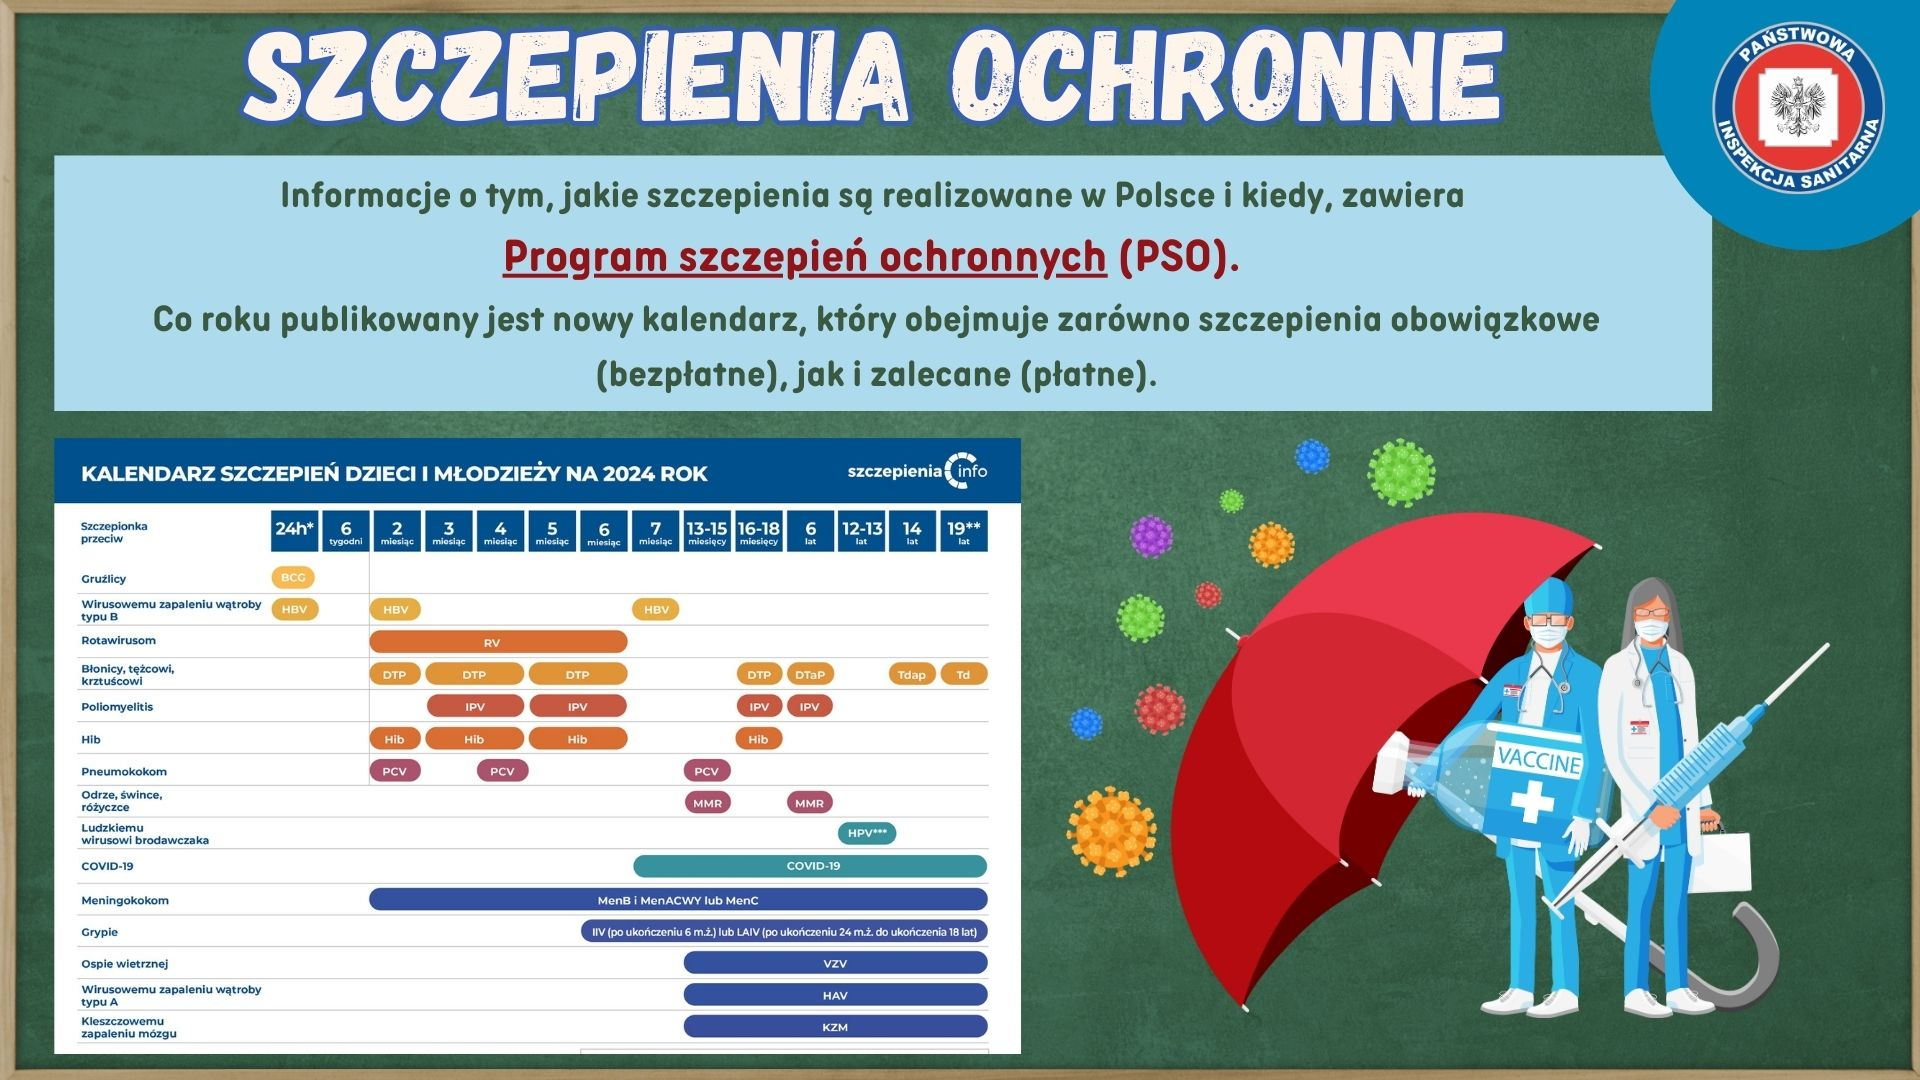 SZCZEPIENIA OCHRONNE
PAŃSTWOWA
INSPEKCJA SANITARNA
Informacje o tym, jakie szczepienia są realizowane w Polsce i kiedy, zawiera
Program szczepień ochronnych (PSO).
Co roku publikowany jest nowy kalendarz, który obejmuje zarówno szczepienia obowiązkowe
(bezpłatne), jak i zalecane (płatne).
KALENDARZ SZCZEPIEŃ DZIECI I MŁODZIEŻY NA 2024 ROK
szczepienia info
Szczepionka
przeciw
24h* 6 2 3 4 5 6 7 13-15 16-18 6 12-13 14 19**
tygodni miesiąc miesiąc miesiąc miesiąc miesiąc miesiąc miesięcy miesięcy lat lat lat lat
Gruźlicy BCG
Wirusowemu zapaleniu wątroby
typu B HBV HBV HBV
Rotawirusom RV
Błonicy, tężcowi,
krztuścowi DTP DTP DTP DTP DTaP Tdap Td
Poliomyelitis IPV IPV IPV IPV
Hib Hib Hib Hib Hib
Pneumokokom PCV PCV PCV
Odrze, śwince,
różyczce MMR MMR
Ludzkiemu
wirusowi brodawczaka HPV***
COVID-19 COVID-19
Meningokokom MenB i MenACWY lub MenC
Grypie IIV (po ukończeniu 6 m.ż.) lub LAIV (po ukończeniu 24 m.ż. do ukończenia 18 lat)
Ospie wietrznej VZV
Wirusowemu zapaleniu wątroby
typu A HAV
Kleszczowemu
zapaleniu mózgu KZM
VACCINE